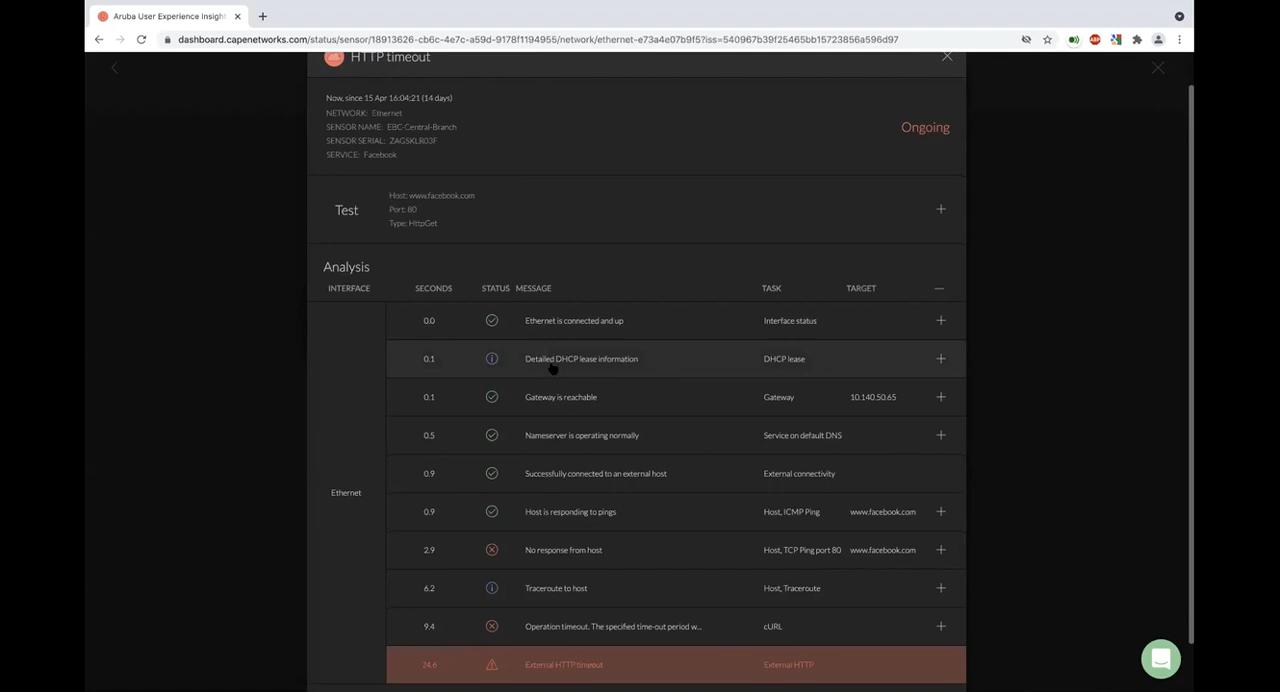 Aruba User Experience Insight
dashboard.capenetworks.com/status/sensor/18913626-cb6c-4e7c-a59d-9178f1194955/network/ethernet-e73a4e07b9f5?iss=540967b39f25465bb15723856a596d97
HTTP timeout
Now, since 15 Apr 16:04:21 (14 days)
NETWORK: Ethernet
SENSOR NAME: EBC-Central-Branch
SENSOR SERIAL: ZAGSKLR03F
SERVICE: Facebook
Ongoing
Test
Host: www.facebook.com
Port: 80
Type: HttpGet
Analysis
INTERFACE SECONDS STATUS MESSAGE TASK TARGET
0.0 Ethernet is connected and up Interface status
0.1 Detailed DHCP lease information DHCP lease
0.1 Gateway is reachable Gateway 10.140.50.65
0.5 Nameserver is operating normally Service on default DNS
0.9 Successfully connected to an external host External connectivity
Ethernet
0.9 Host is responding to pings Host, ICMP Ping www.facebook.com
2.9 No response from host Host, TCP Ping port 80 www.facebook.com
6.2 Traceroute to host Host, Traceroute
9.4 Operation timeout. The specified time-out period w... cURL
24.6 External HTTP timeout External HTTP